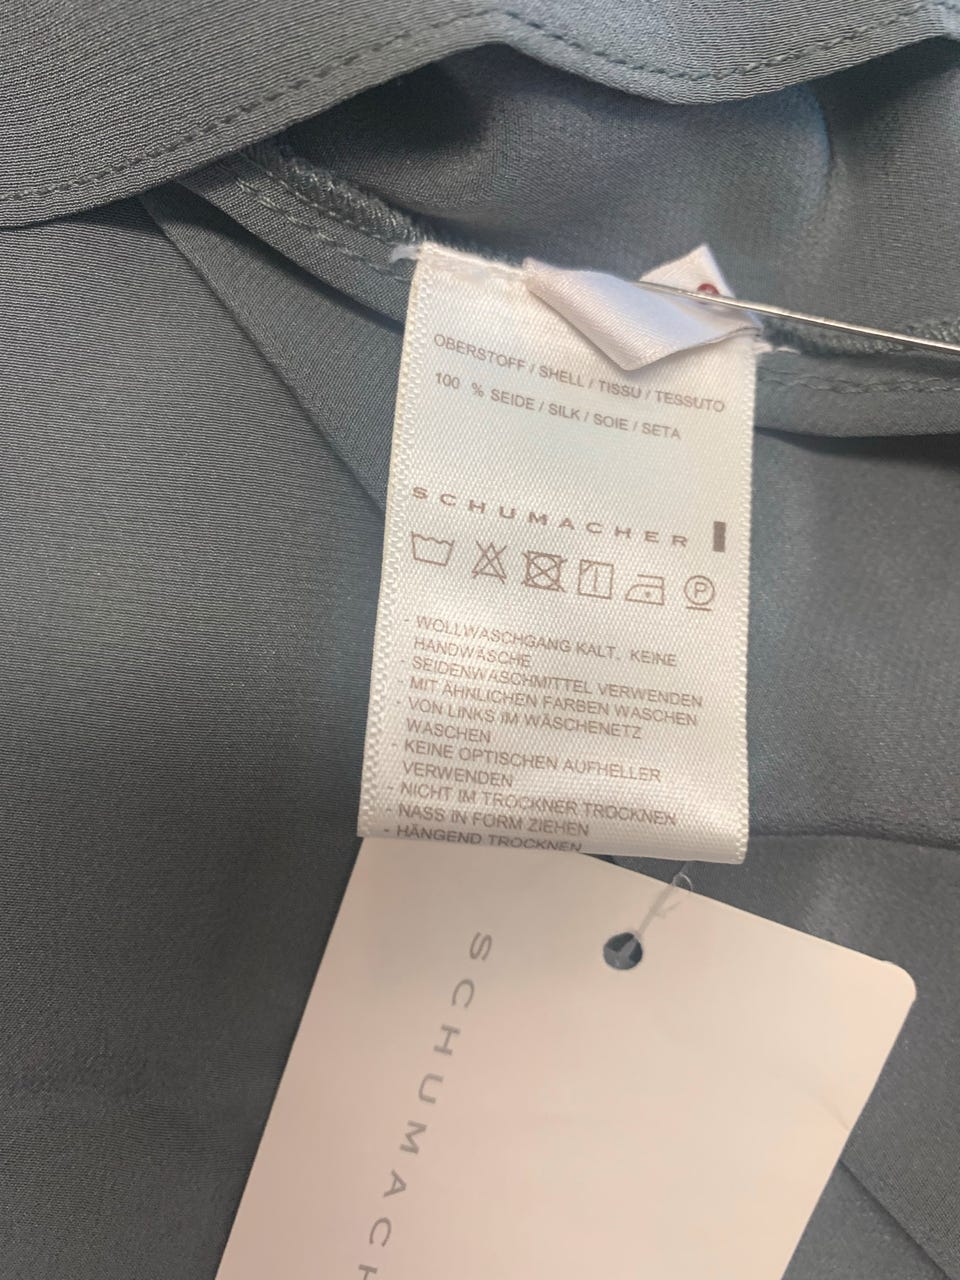 OBERSTOFF / SHELL / TISSU / TESSUTO
100 % SEIDE / SILK / SOIE / SETA
SCHUMACHER
P
- WOLLWASCHGANG KALT, KEINE
HANDWÄSCHE
- SEIDENWASCHMITTEL VERWENDEN
- MIT ÄHNLICHEN FARBEN WASCHEN
- VON LINKS IM WÄSCHENETZ
WASCHEN
- KEINE OPTISCHEN AUFHELLER
VERWENDEN
- NICHT IM TROCKNER TROCKNEN
- NASS IN FORM ZIEHEN
- HÄNGEND TROCKNEN
SCHUMACH